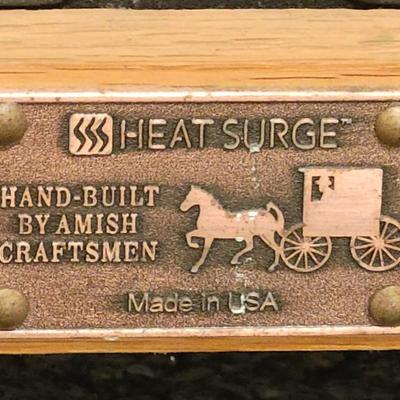 HEAT SURGE™
HAND-BUILT
BY AMISH
CRAFTSMEN
Made in USA